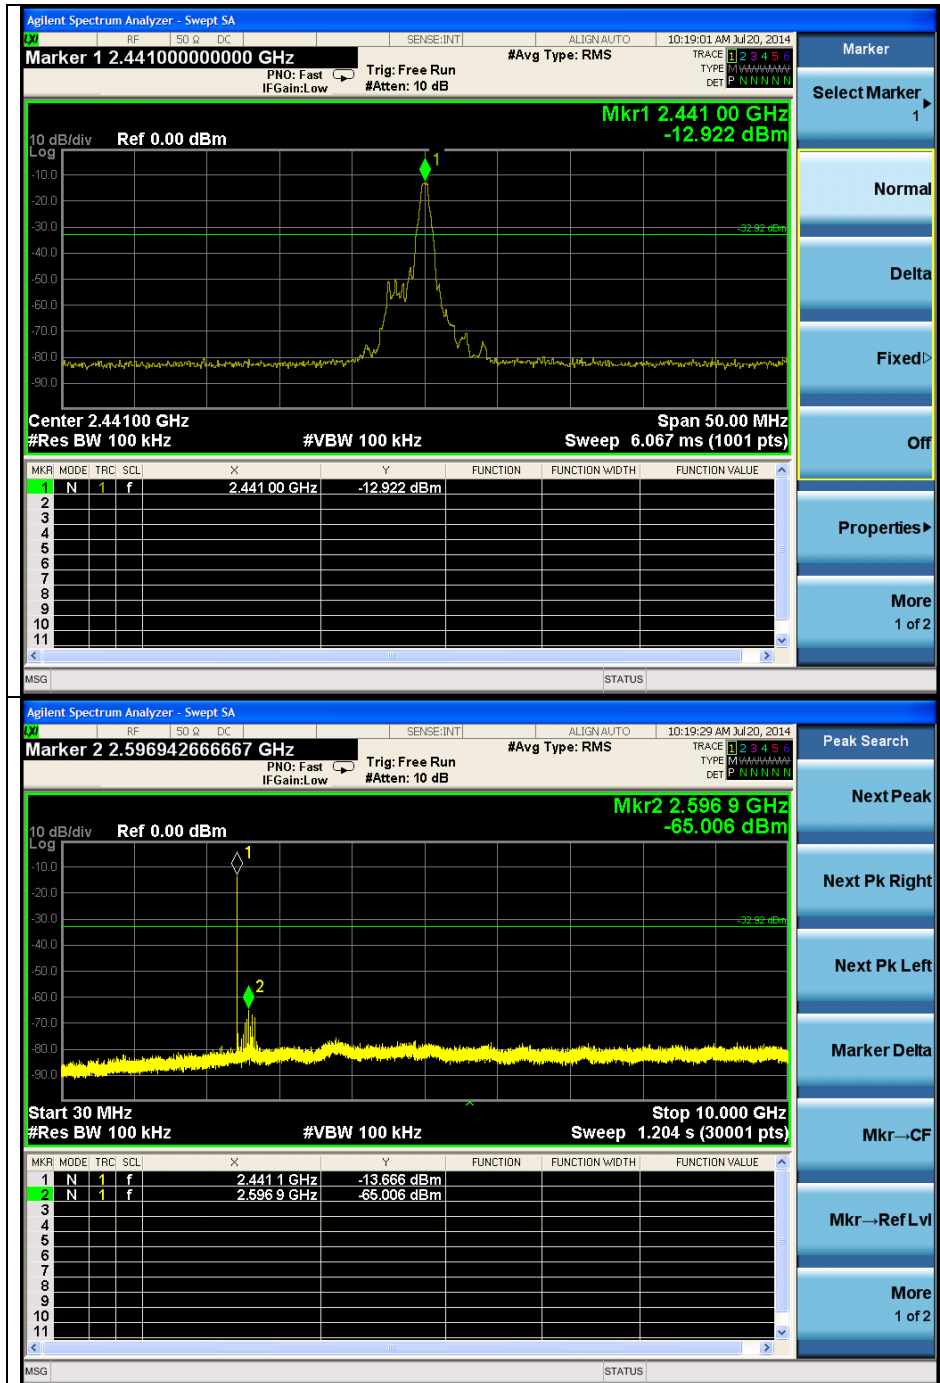 Agilent Spectrum Analyzer - Swept SA
LXI RF 50 Ω DC SENSE:INT ALIGN AUTO 10:19:01 AM Jul 20, 2014
Marker 1 2.441000000000 GHz
PNO: Fast
IFGain:Low
Trig: Free Run
#Atten: 10 dB
#Avg Type: RMS
TRACE 1 2 3 4 5 6
TYPE M WWWWW
DET P N N N N N
Mkr1 2.441 00 GHz
-12.922 dBm
10 dB/div Ref 0.00 dBm
Log
1
-10.0
-20.0
-30.0
-32.92 dBm
-40.0
-50.0
-60.0
-70.0
-80.0
-90.0
Center 2.44100 GHz Span 50.00 MHz
#Res BW 100 kHz #VBW 100 kHz Sweep 6.067 ms (1001 pts)
MKR MODE TRC SCL X Y FUNCTION FUNCTION WIDTH FUNCTION VALUE
1 N 1 f 2.441 00 GHz -12.922 dBm
2
3
4
5
6
7
8
9
10
11
MSG STATUS
Marker
Select Marker
1
Normal
Delta
Fixed
Off
Properties
More
1 of 2
Agilent Spectrum Analyzer - Swept SA
LXI RF 50 Ω DC SENSE:INT ALIGN AUTO 10:19:29 AM Jul 20, 2014
Marker 2 2.596942666667 GHz
PNO: Fast
IFGain:Low
Trig: Free Run
#Atten: 10 dB
#Avg Type: RMS
TRACE 1 2 3 4 5 6
TYPE M WWWWW
DET P N N N N N
Mkr2 2.596 9 GHz
-65.006 dBm
10 dB/div Ref 0.00 dBm
Log
1
-10.0
-20.0
-30.0
-32.92 dBm
-40.0
-50.0
2
-60.0
-70.0
-80.0
-90.0
Start 30 MHz Stop 10.000 GHz
#Res BW 100 kHz #VBW 100 kHz Sweep 1.204 s (30001 pts)
MKR MODE TRC SCL X Y FUNCTION FUNCTION WIDTH FUNCTION VALUE
1 N 1 f 2.441 1 GHz -13.666 dBm
2 N 1 f 2.596 9 GHz -65.006 dBm
3
4
5
6
7
8
9
10
11
MSG STATUS
Peak Search
Next Peak
Next Pk Right
Next Pk Left
Marker Delta
Mkr→CF
Mkr→Ref Lvl
More
1 of 2